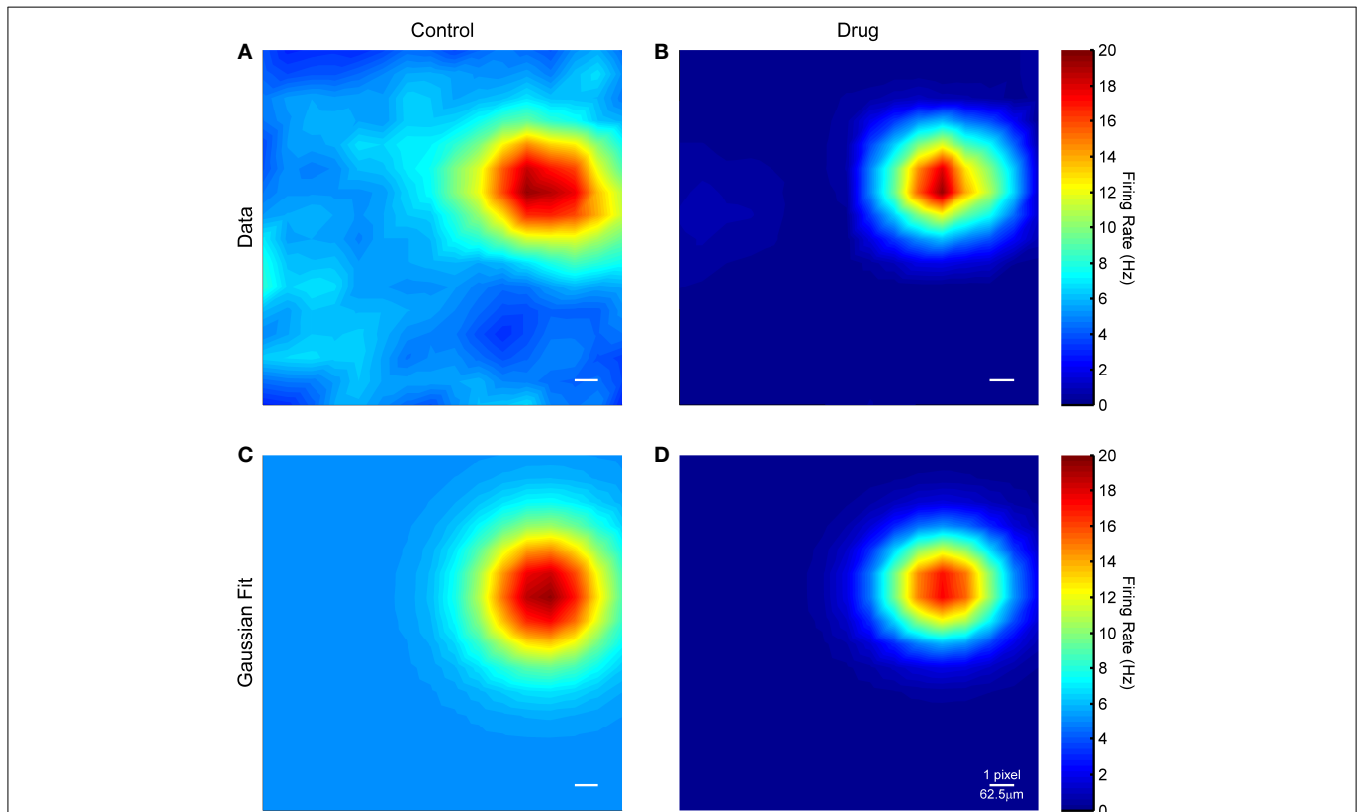 Control
Drug
A
B
Data
20
18
16
14
12
10
8
6
4
2
0
Firing Rate (Hz)
C
D
Gaussian Fit
1 pixel
62.5μm
20
18
16
14
12
10
8
6
4
2
0
Firing Rate (Hz)